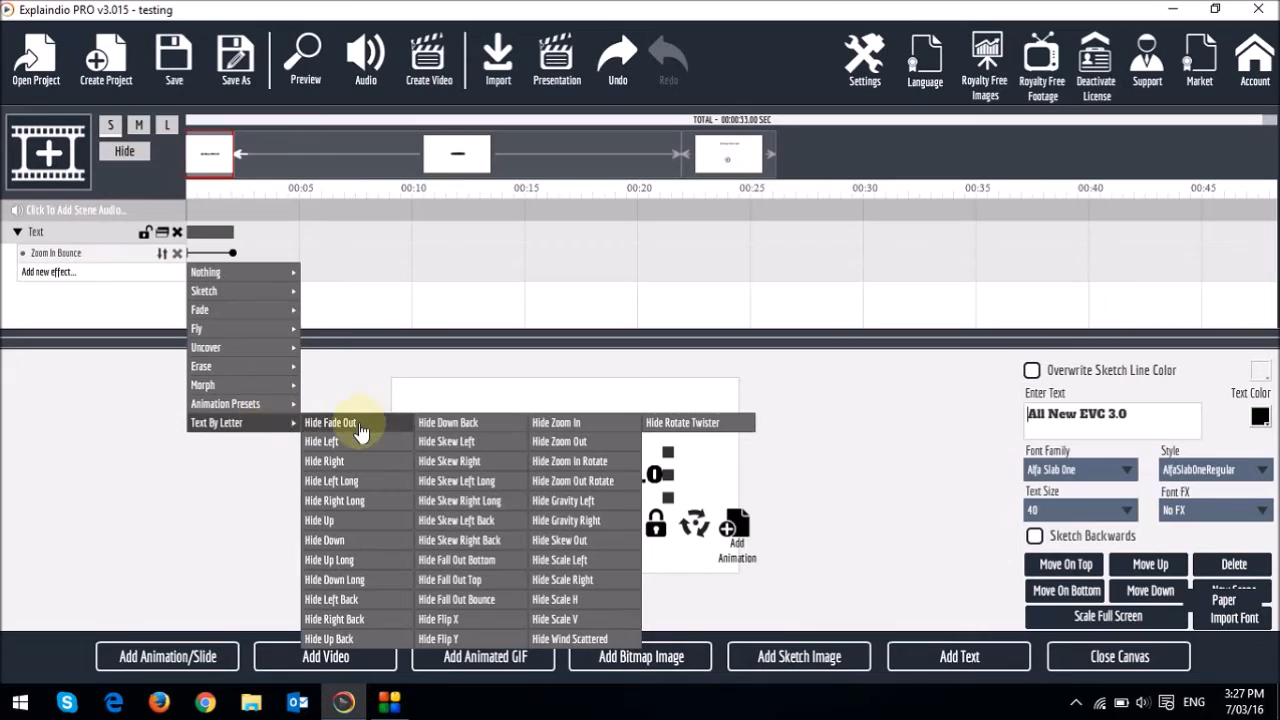 Explaindio PRO v3.015 - testing
Open Project
Create Project
Save
Save As
Preview
Audio
Create Video
Import
Presentation
Undo
Redo
Settings
Language
Royalty Free
Images
Royalty Free
Footage
Deactivate
License
Support
Market
Account
TOTAL - 00:00:33.00 SEC
S M L
Hide
00:05 00:10 00:15 00:20 00:25 00:30 00:35 00:40 00:45
Click To Add Scene Audio...
Text
Zoom In Bounce
Add new effect...
Nothing
Sketch
Fade
Fly
Uncover
Erase
Morph
Animation Presets
Text By Letter
Hide Fade Out
Hide Left
Hide Right
Hide Left Long
Hide Right Long
Hide Up
Hide Down
Hide Up Long
Hide Down Long
Hide Left Back
Hide Right Back
Hide Up Back
Hide Down Back
Hide Skew Left
Hide Skew Right
Hide Skew Left Long
Hide Skew Right Long
Hide Skew Left Back
Hide Skew Right Back
Hide Fall Out Bottom
Hide Fall Out Top
Hide Fall Out Bounce
Hide Flip X
Hide Flip Y
Hide Zoom In
Hide Zoom Out
Hide Zoom In Rotate
Hide Zoom Out Rotate
Hide Gravity Left
Hide Gravity Right
Hide Skew Out
Hide Scale Left
Hide Scale Right
Hide Scale H
Hide Scale V
Hide Wind Scattered
Hide Rotate Twister
.0
Add
Animation
Overwrite Sketch Line Color
Enter Text
Text Color
All New EVC 3.0
Font Family
Style
Alfa Slab One
AlfaSlabOneRegular
Text Size
Font FX
40
No FX
Sketch Backwards
Move On Top
Move Up
Delete
Move On Bottom
Move Down
Paper
Scale Full Screen
Import Font
Add Animation/Slide
Add Video
Add Animated GIF
Add Bitmap Image
Add Sketch Image
Add Text
Close Canvas
ENG
3:27 PM
7/03/16